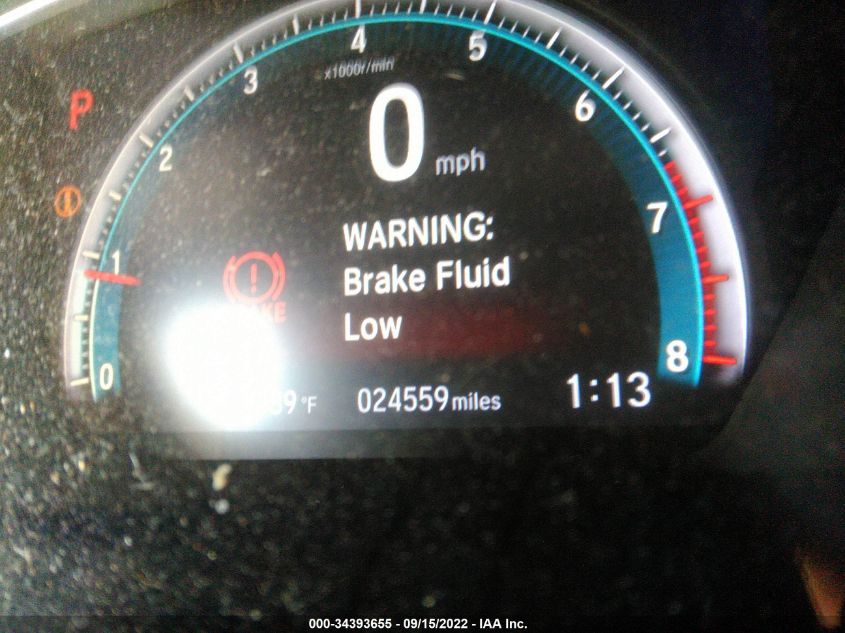 4
3
5
x1000r/min
P
0 mph
6
2
WARNING:
7
1
Brake Fluid
Low
8
0
°F
024559 miles
1:13
000-34393655 - 09/15/2022 - IAA Inc.